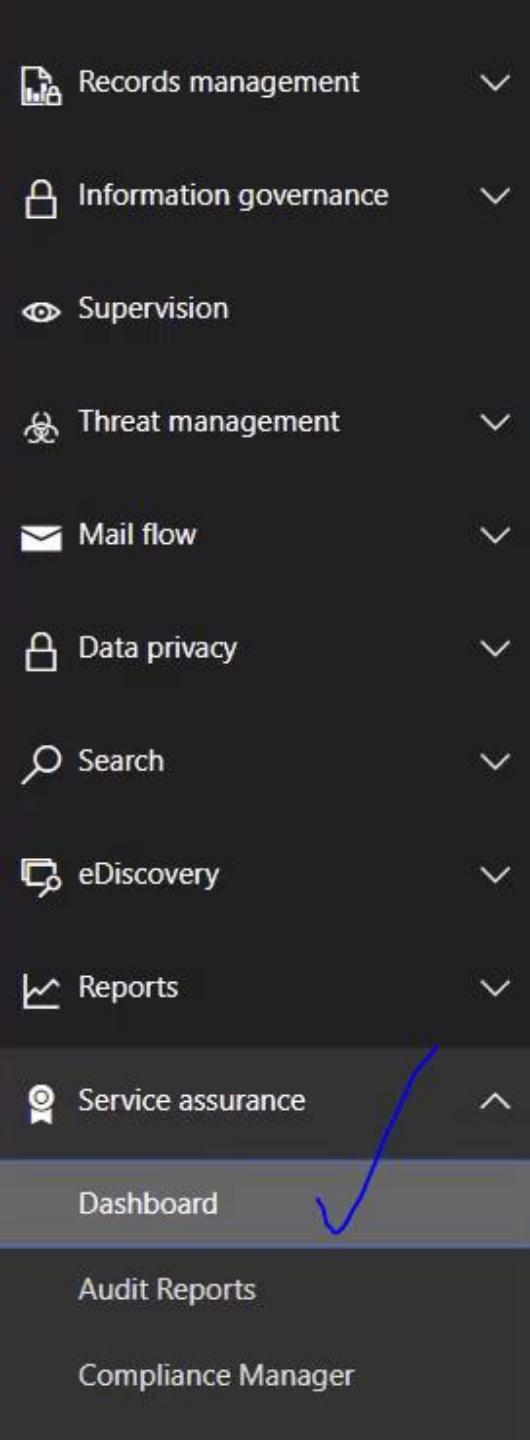 Records management
Information governance
Supervision
Threat management
Mail flow
Data privacy
Search
eDiscovery
Reports
Service assurance
Dashboard
Audit Reports
Compliance Manager